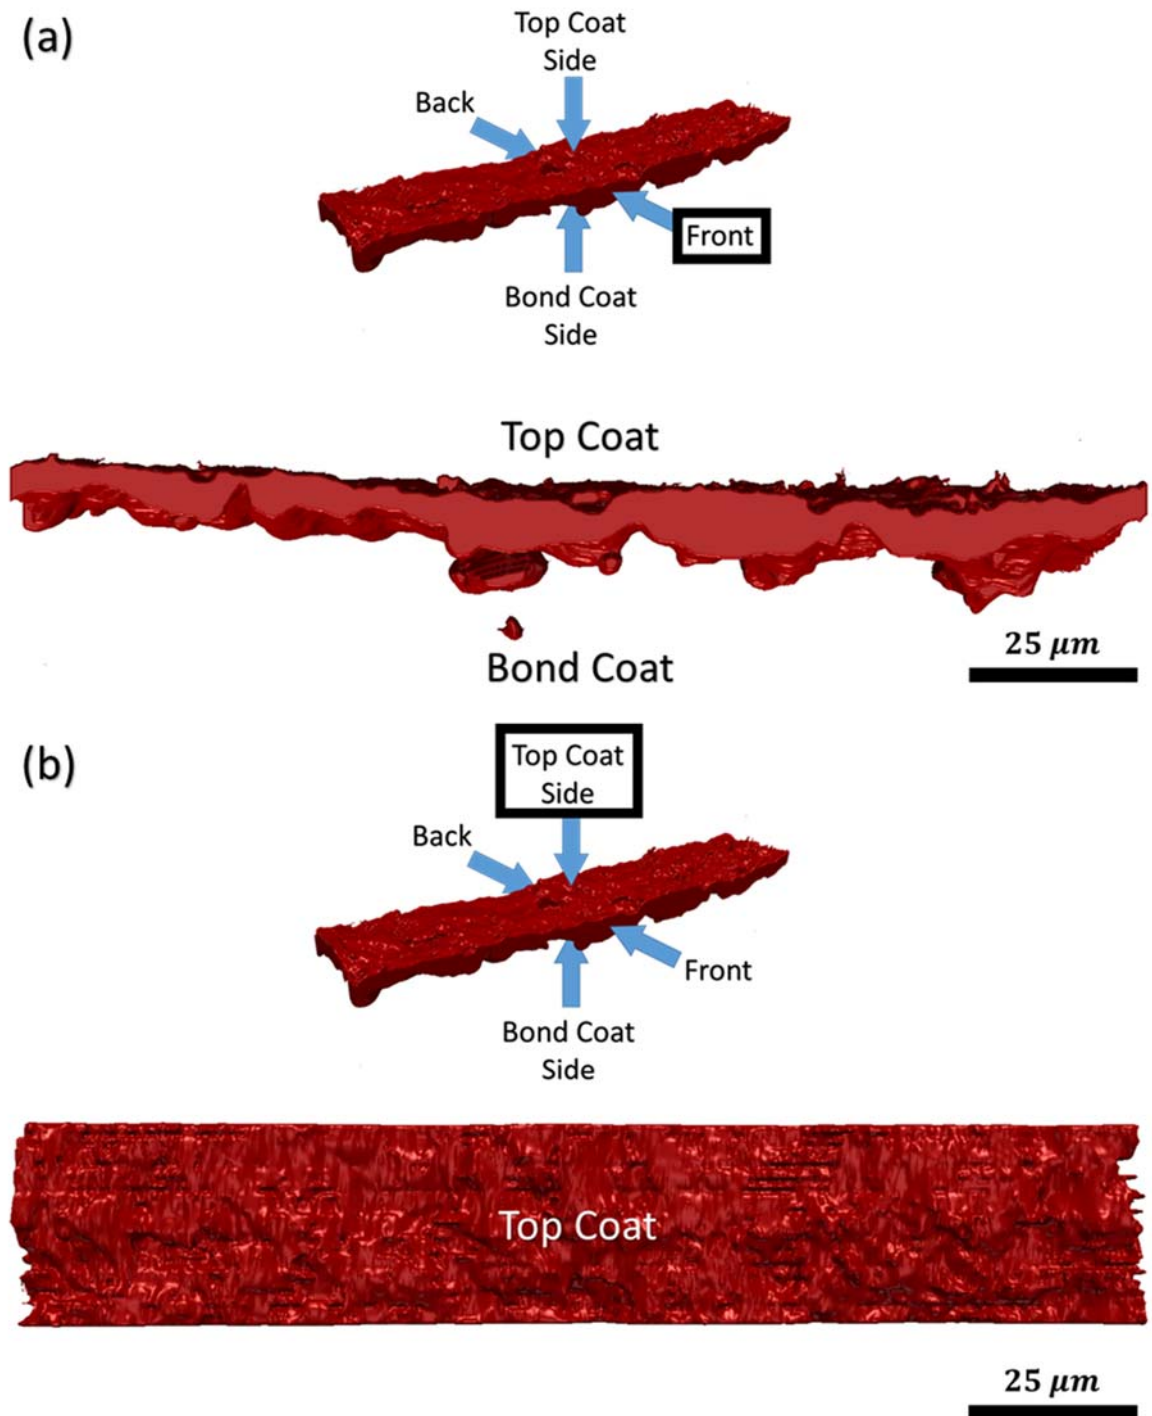 (a)
Top Coat
Side
Back
Front
Bond Coat
Side
Top Coat
25 μm
Bond Coat
(b)
Top Coat
Side
Back
Front
Bond Coat
Side
Top Coat
25 μm